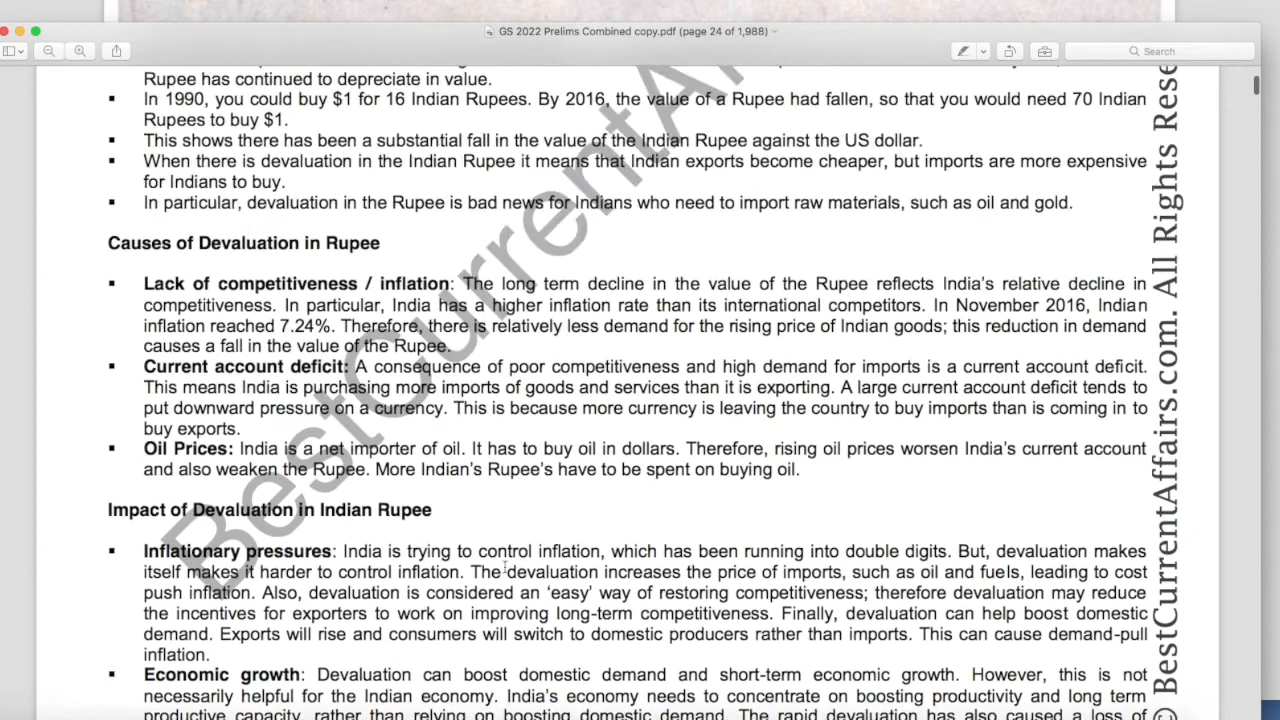 GS 2022 Prelims Combined copy.pdf (page 24 of 1,988)
Search
Rupee has continued to depreciate in value.
▪ In 1990, you could buy $1 for 16 Indian Rupees. By 2016, the value of a Rupee had fallen, so that you would need 70 Indian
Rupees to buy $1.
▪ This shows there has been a substantial fall in the value of the Indian Rupee against the US dollar.
▪ When there is devaluation in the Indian Rupee it means that Indian exports become cheaper, but imports are more expensive
for Indians to buy.
▪ In particular, devaluation in the Rupee is bad news for Indians who need to import raw materials, such as oil and gold.
Causes of Devaluation in Rupee
▪ Lack of competitiveness / inflation: The long term decline in the value of the Rupee reflects India's relative decline in
competitiveness. In particular, India has a higher inflation rate than its international competitors. In November 2016, Indian
inflation reached 7.24%. Therefore, there is relatively less demand for the rising price of Indian goods; this reduction in demand
causes a fall in the value of the Rupee.
▪ Current account deficit: A consequence of poor competitiveness and high demand for imports is a current account deficit.
This means India is purchasing more imports of goods and services than it is exporting. A large current account deficit tends to
put downward pressure on a currency. This is because more currency is leaving the country to buy imports than is coming in to
buy exports.
▪ Oil Prices: India is a net importer of oil. It has to buy oil in dollars. Therefore, rising oil prices worsen India's current account
and also weaken the Rupee. More Indian's Rupee's have to be spent on buying oil.
Impact of Devaluation in Indian Rupee
▪ Inflationary pressures: India is trying to control inflation, which has been running into double digits. But, devaluation makes
itself makes it harder to control inflation. The devaluation increases the price of imports, such as oil and fuels, leading to cost
push inflation. Also, devaluation is considered an 'easy' way of restoring competitiveness; therefore devaluation may reduce
the incentives for exporters to work on improving long-term competitiveness. Finally, devaluation can help boost domestic
demand. Exports will rise and consumers will switch to domestic producers rather than imports. This can cause demand-pull
inflation.
▪ Economic growth: Devaluation can boost domestic demand and short-term economic growth. However, this is not
necessarily helpful for the Indian economy. India's economy needs to concentrate on boosting productivity and long term
productive capacity, rather than relying on boosting domestic demand. The rapid devaluation has also caused a loss of
BestCurrentA
© BestCurrentAffairs.com. All Rights Rese